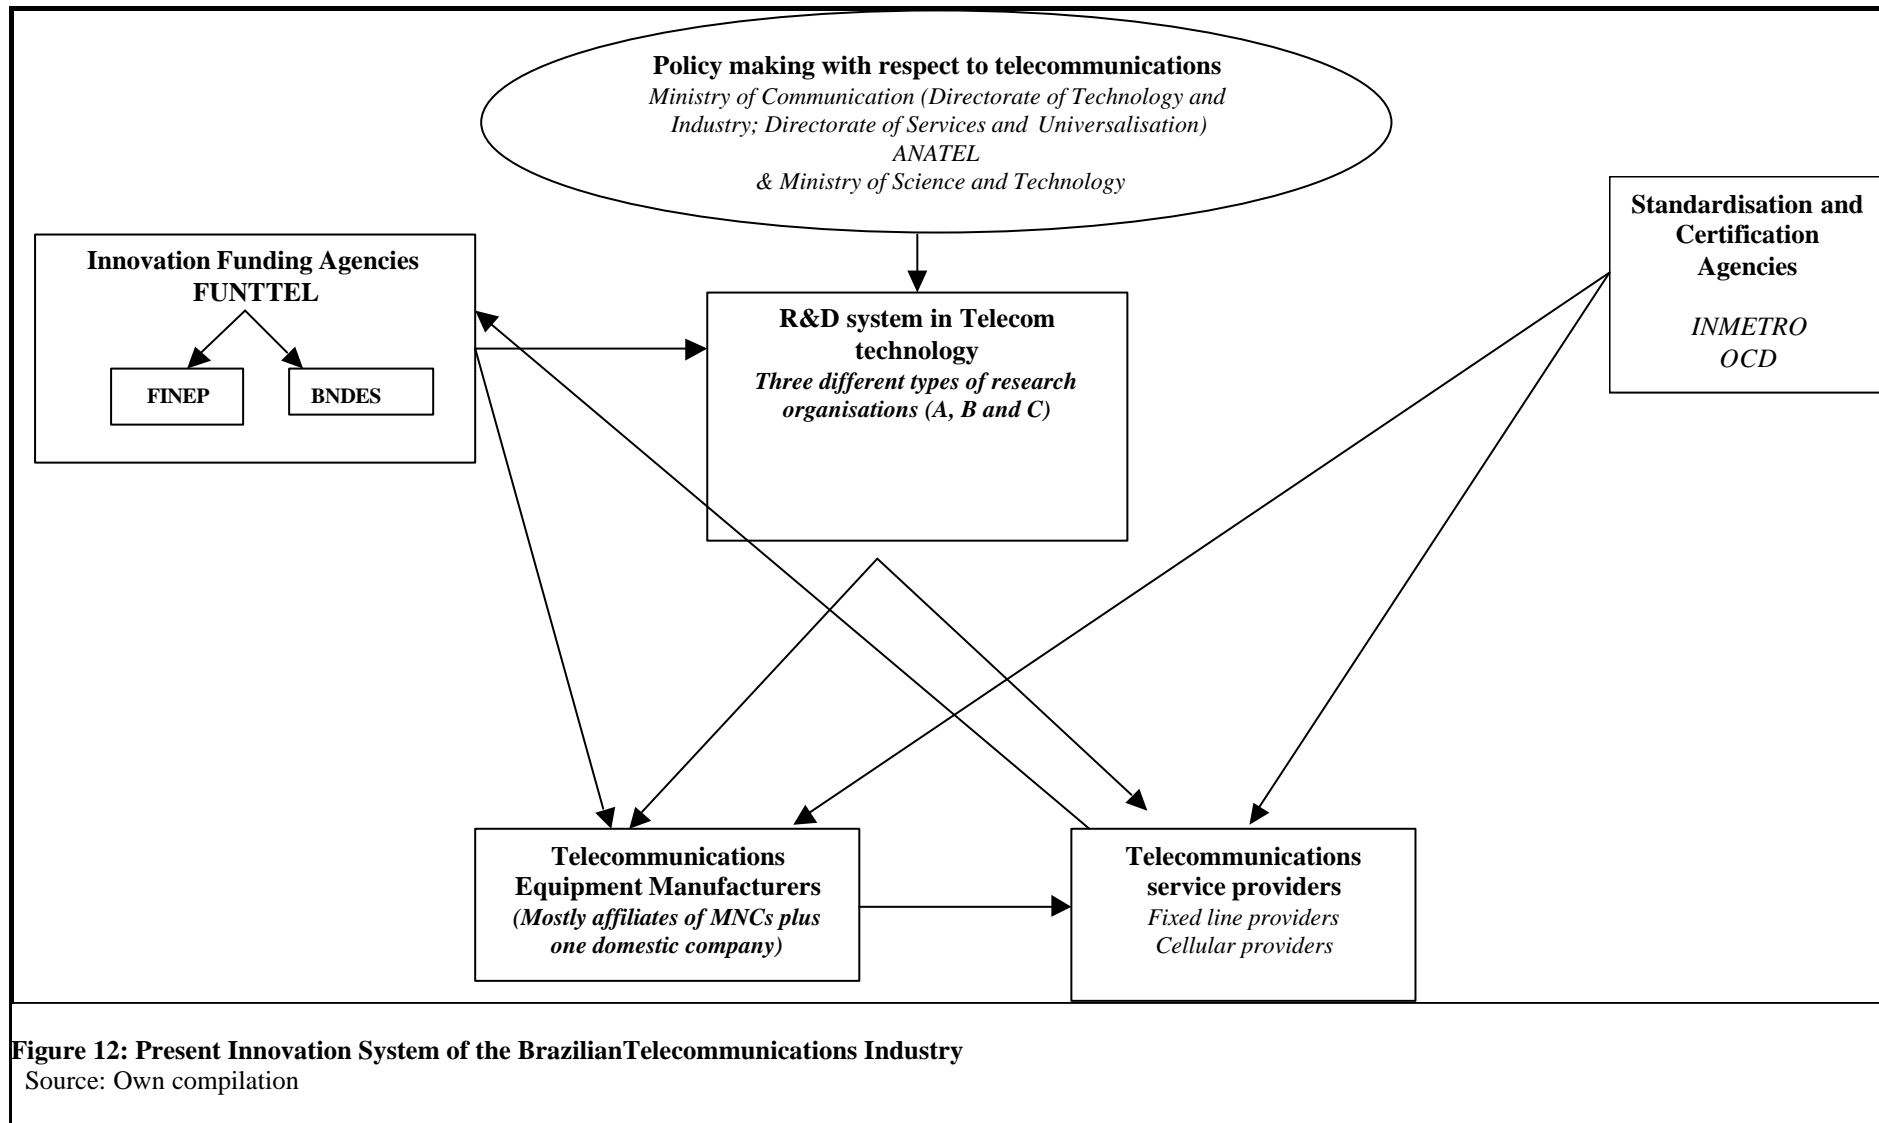 Policy making with respect to telecommunications
Ministry of Communication (Directorate of Technology and
Industry; Directorate of Services and Universalisation)
ANATEL
& Ministry of Science and Technology
Standardisation and
Certification
Agencies
INMETRO
OCD
Innovation Funding Agencies
FUNTTEL
FINEP
BNDES
R&D system in Telecom
technology
Three different types of research
organisations (A, B and C)
Telecommunications
Equipment Manufacturers
(Mostly affiliates of MNCs plus
one domestic company)
Telecommunications
service providers
Fixed line providers
Cellular providers
Figure 12: Present Innovation System of the BrazilianTelecommunications Industry
Source: Own compilation